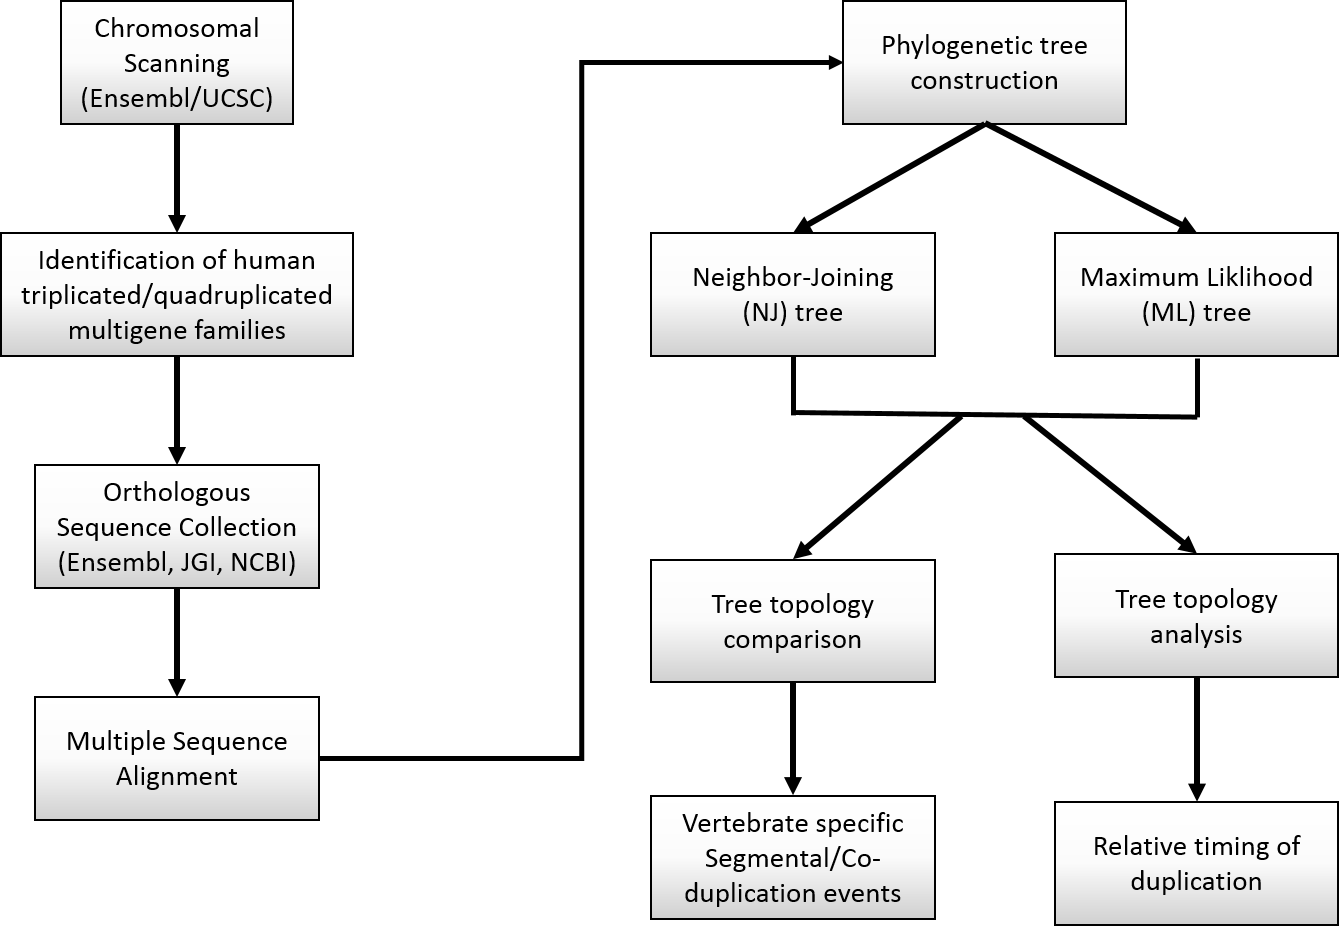 Chromosomal
Scanning
(Ensembl/UCSC)
Identification of human
triplicated/quadruplicated
multigene families
Orthologous
Sequence Collection
(Ensembl, JGI, NCBI)
Multiple Sequence
Alignment
Phylogenetic tree
construction
Neighbor-Joining
(NJ) tree
Maximum Liklihood
(ML) tree
Tree topology
comparison
Tree topology
analysis
Vertebrate specific
Segmental/Co-
duplication events
Relative timing of
duplication